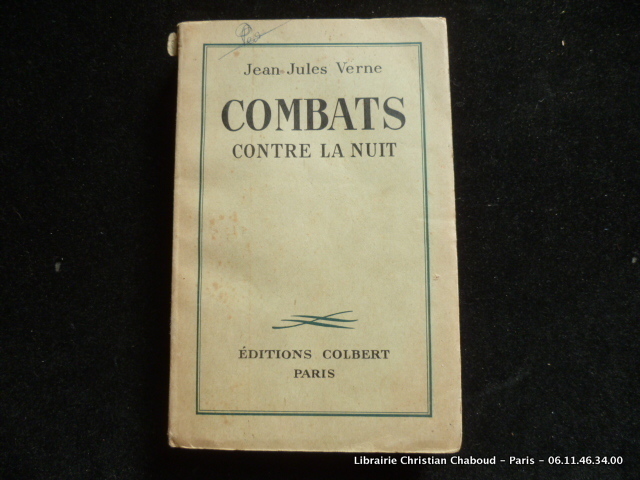 Jean-Jules Verne
COMBATS
CONTRE LA NUIT
ÉDITIONS COLBERT
PARIS
Librairie Christian Chaboud - Paris - 06.11.46.34.00